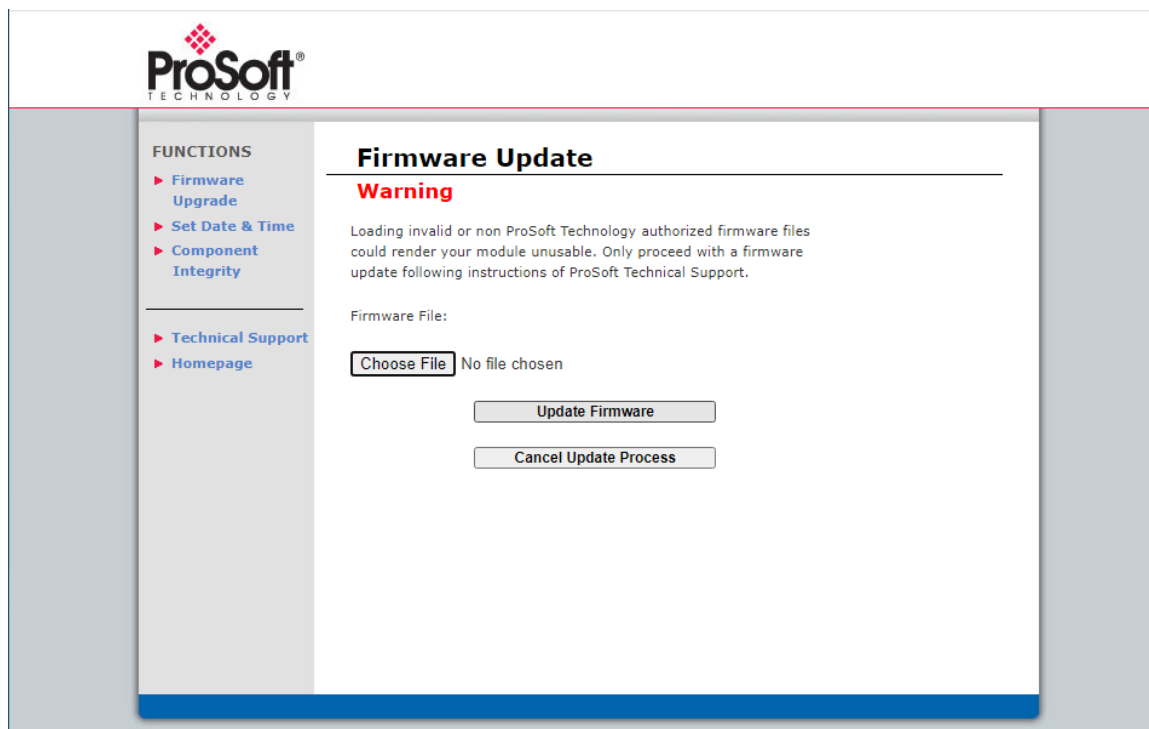 ProSoft®
TECHNOLOGY
FUNCTIONS
Firmware
Upgrade
Set Date & Time
Component
Integrity
Technical Support
Homepage
Firmware Update
Warning
Loading invalid or non ProSoft Technology authorized firmware files
could render your module unusable. Only proceed with a firmware
update following instructions of ProSoft Technical Support.
Firmware File:
Choose File No file chosen
Update Firmware
Cancel Update Process